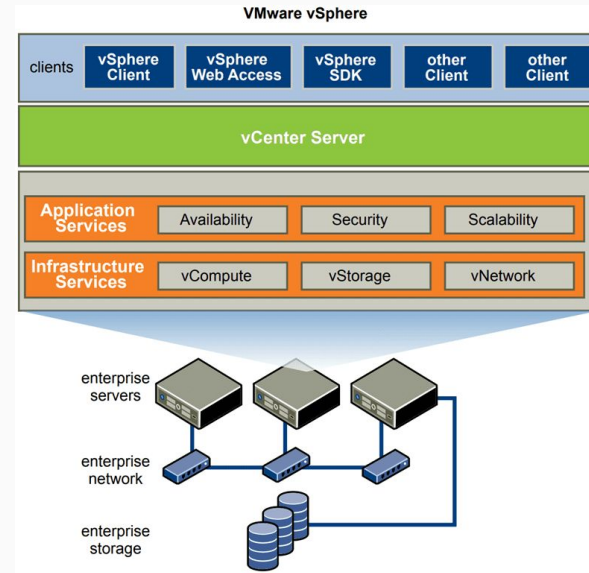 VMware vSphere
clients
vSphere
Client
vSphere
Web Access
vSphere
SDK
other
Client
other
Client
vCenter Server
Application
Services
Availability
Security
Scalability
Infrastructure
Services
vCompute
vStorage
vNetwork
enterprise
servers
enterprise
network
enterprise
storage